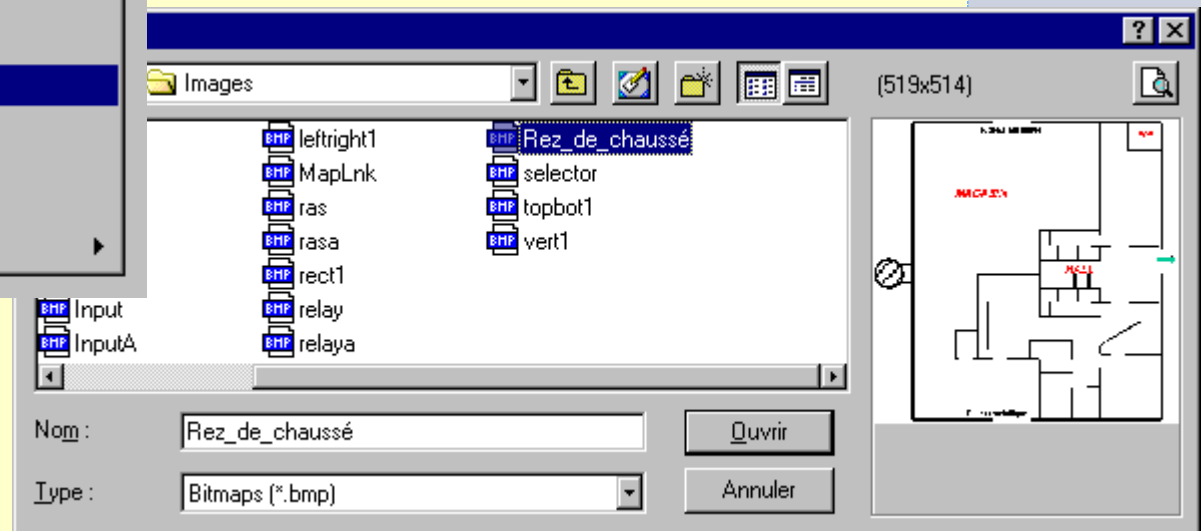 Images
(519x514)
leftright1
Rez_de_chaussé
MapLnk
selector
ras
topbot1
rasa
vert1
rect1
Input
relay
InputA
relaya
MAGASIN
Nom :
Rez_de_chaussé
Ouvrir
Type :
Bitmaps (*.bmp)
Annuler